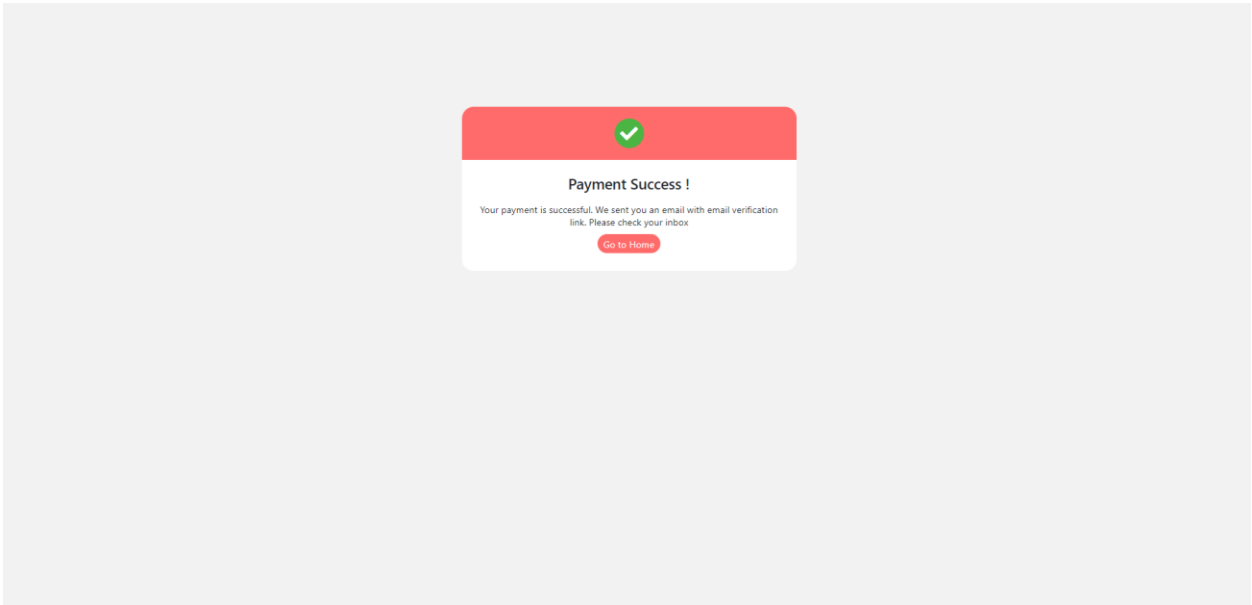 Payment Success !
Your payment is successful. We sent you an email with email verification
link. Please check your inbox
Go to Home